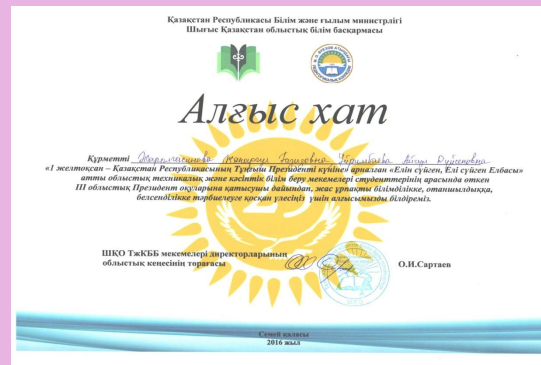 Қазақстан Республикасы Білім және ғылым министрлігі
Шығыс Қазақстан облыстық білім басқармасы
Алғыс хат
Құрметті
«1 желтоқсан – Қазақстан Республикасының Тұңғыш Президенті күніне» арналған «Елін сүйген, Елі сүйген Елбасы»
атты облыстық техникалық және кәсіптік білім беру мекемелері студенттерінің арасында өткен
III облыстық Президент оқуларына қатысушы дайындап, жас ұрпақты білімділікке, отаншылдыққа,
белсенділікке тәрбиелеуге қосқан үлесіңіз үшін алғысымызды білдіреміз.
ШҚО ТжКББ мекемелері директорларының
облыстық кеңесінің төрағасы
О.И.Сартаев
Семей қаласы
2016 жыл